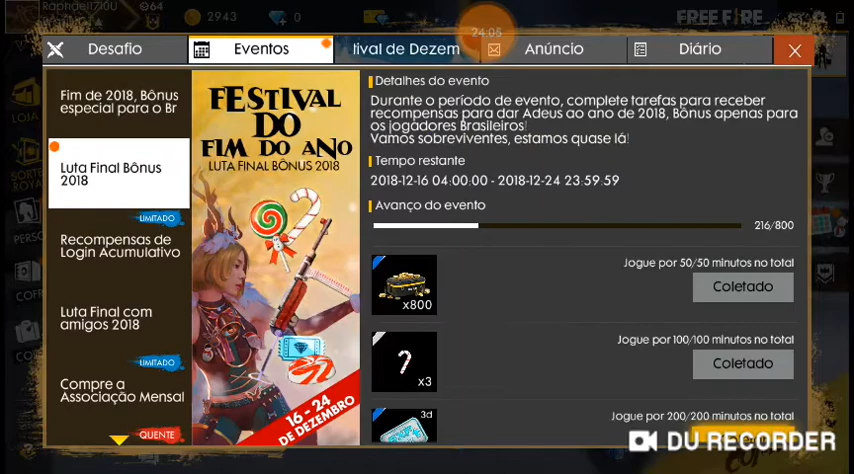 Raphael1710U
64
2943
0
FREE FIRE
24:05
Desafio
Eventos
tival de Dezem
Anúncio
Diário
Fim de 2018, Bônus
especial para o Br
Luta Final Bônus
2018
LIMITADO
Recompensas de
Login Acumulativo
Luta Final com
amigos 2018
LIMITADO
Compre a
Associação Mensal
QUENTE
FESTIVAL
DO
FIM DO ANO
LUTA FINAL BÔNUS 2018
16 - 24
DE DEZEMBRO
Detalhes do evento
Durante o período de evento, complete tarefas para receber
recompensas para dar Adeus ao ano de 2018, Bônus apenas para
os jogadores Brasileiros!
Vamos sobreviventes, estamos quase lá!
Tempo restante
2018-12-16 04:00:00 - 2018-12-24 23:59:59
Avanço do evento
216/800
Jogue por 50/50 minutos no total
x800
Coletado
Jogue por 100/100 minutos no total
x3
Coletado
Jogue por 200/200 minutos no total
3d
DU RECORDER